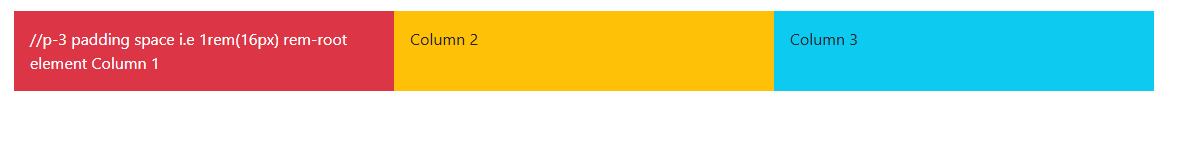 //p-3 padding space i.e 1rem(16px) rem-root
element Column 1
Column 2
Column 3